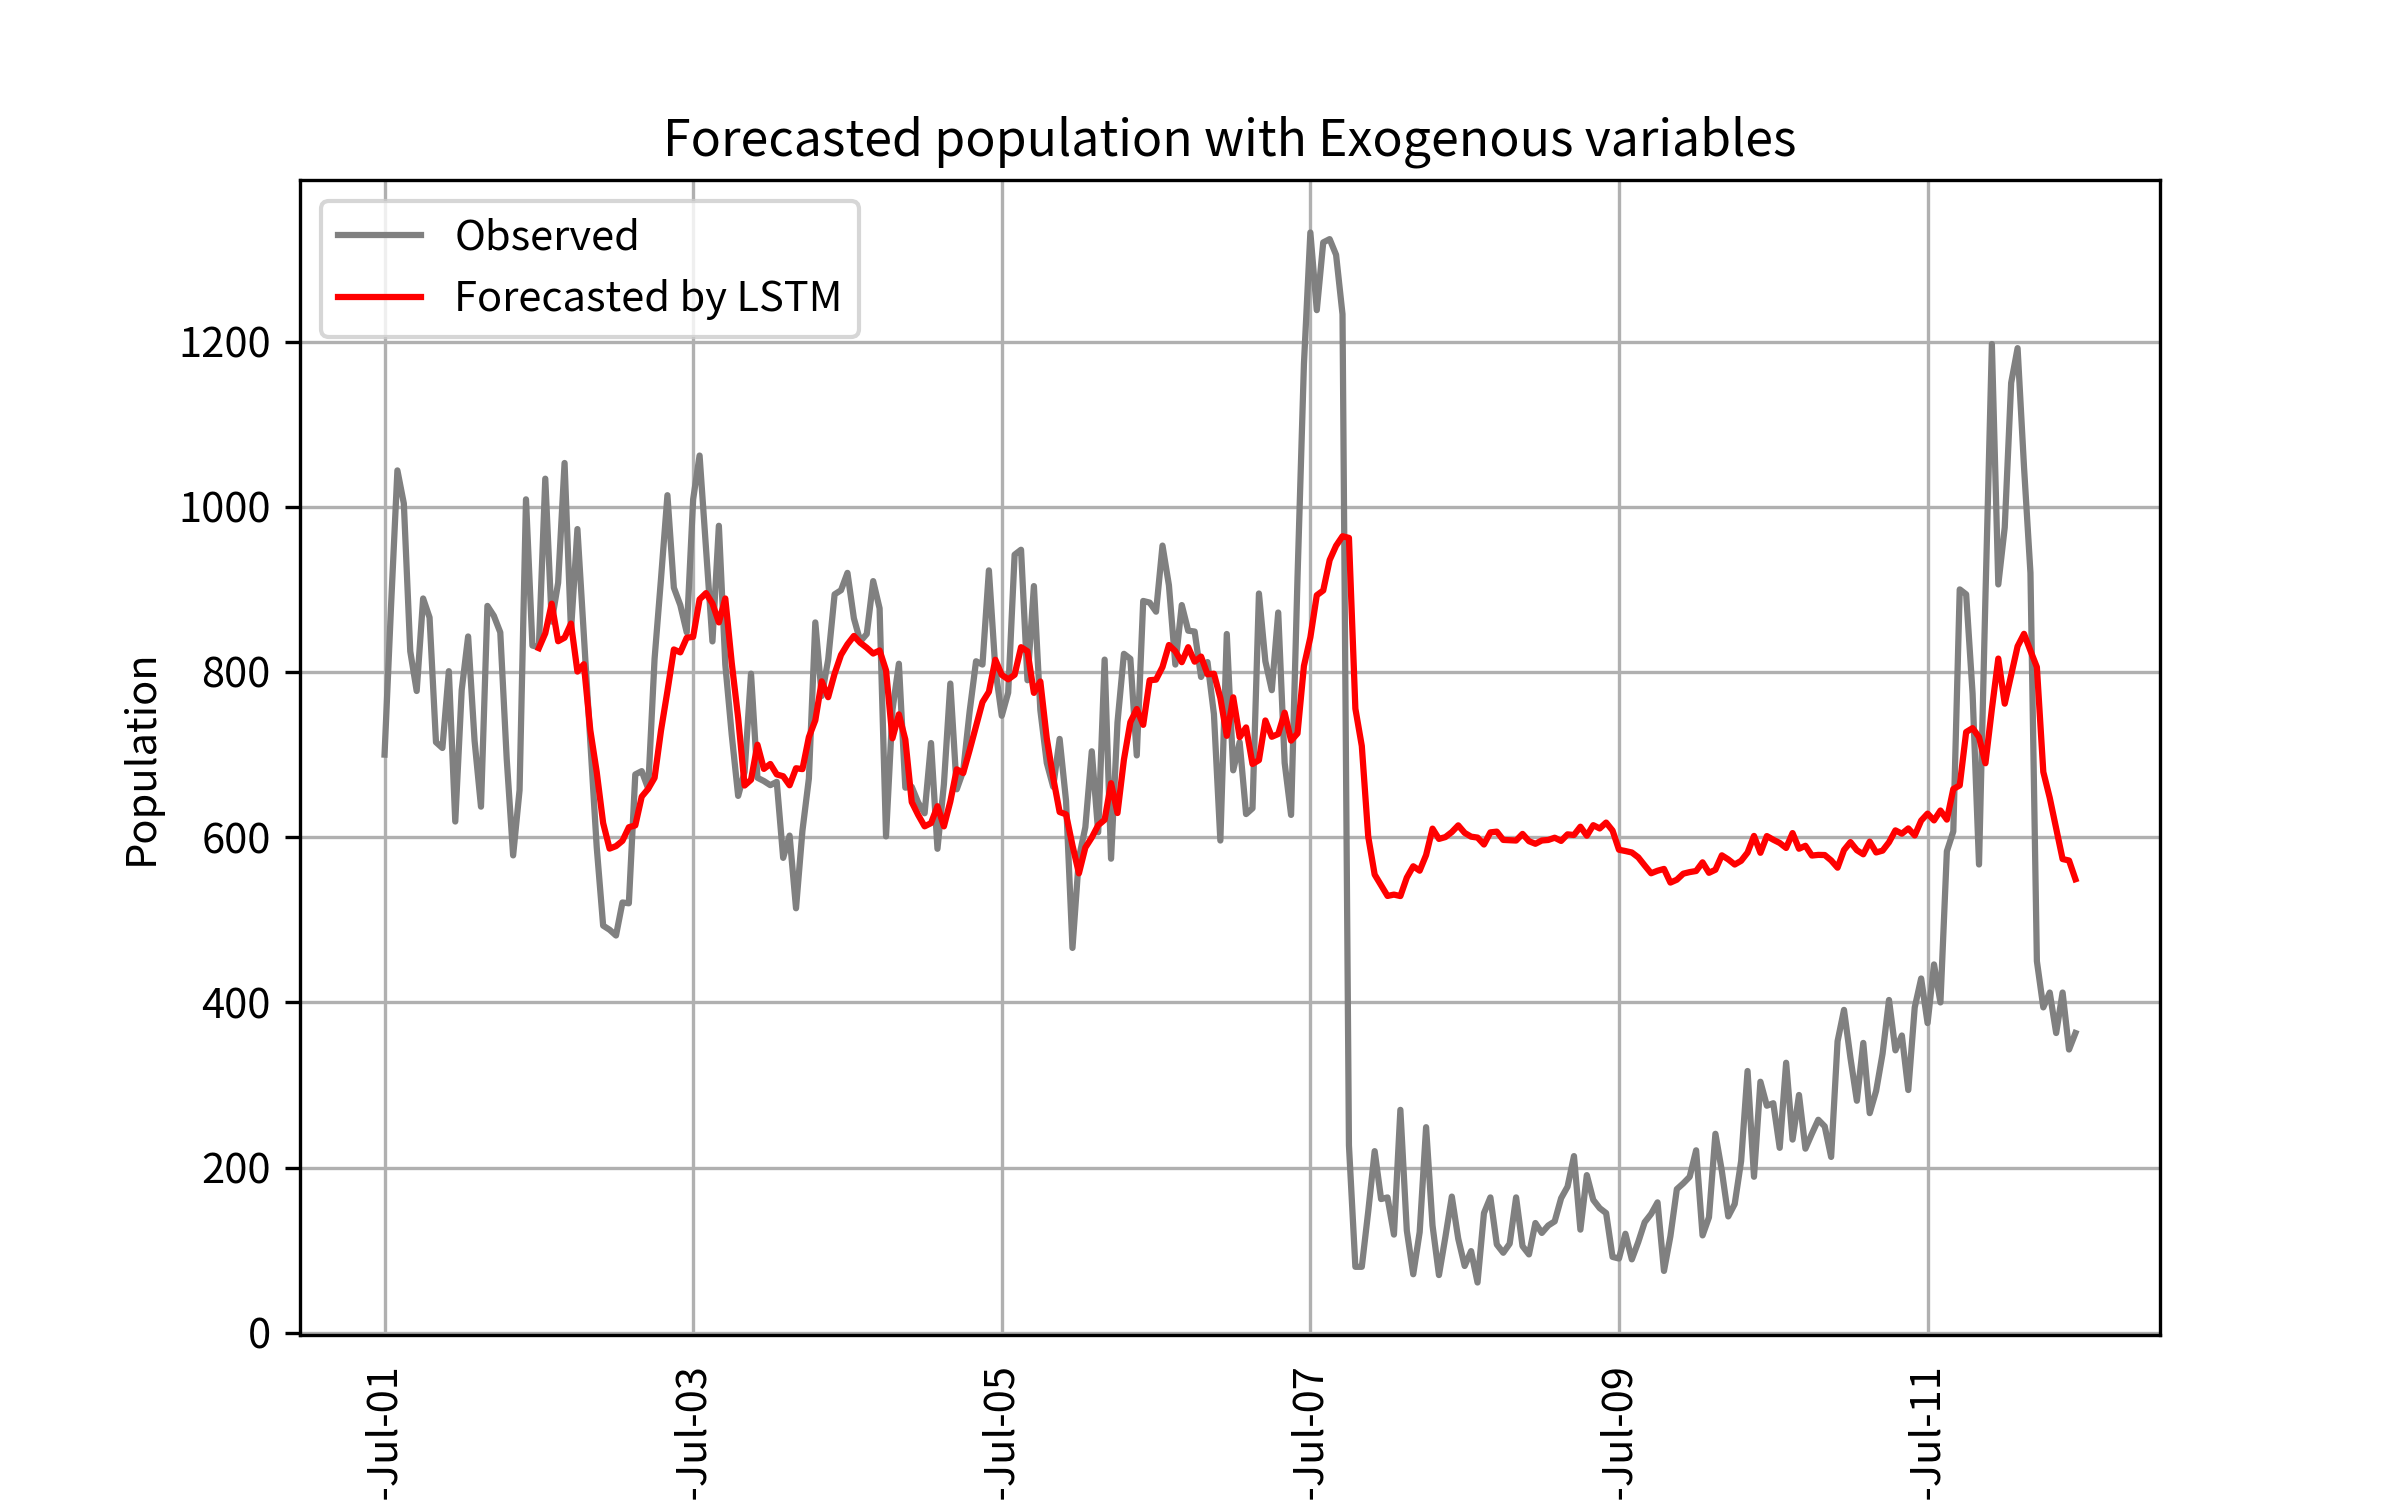 Forecasted population with Exogenous variables
Observed
Forecasted by LSTM
Population
1200
1000
800
600
400
200
0
-Jul-01
-Jul-03
-Jul-05
-Jul-07
-Jul-09
-Jul-11